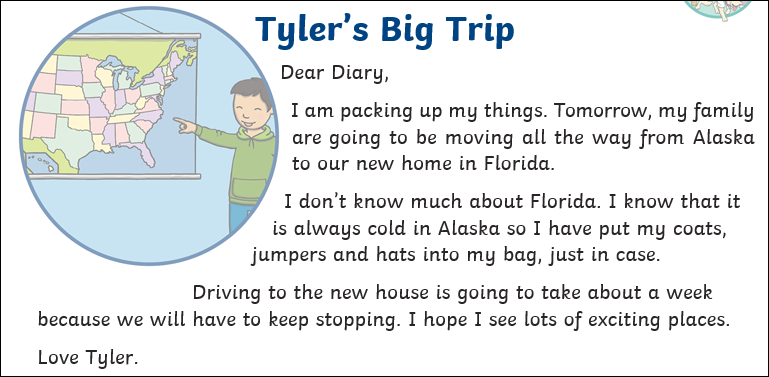 Tyler's Big Trip
Dear Diary,
I am packing up my things. Tomorrow, my family
are going to be moving all the way from Alaska
to our new home in Florida.
I don't know much about Florida. I know that it
is always cold in Alaska so I have put my coats,
jumpers and hats into my bag, just in case.
Driving to the new house is going to take about a week
because we will have to keep stopping. I hope I see lots of exciting places.
Love Tyler.